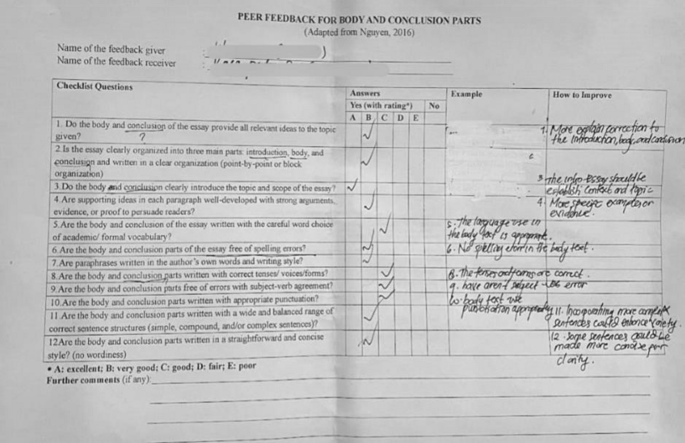 PEER FEEDBACK FOR BODY AND CONCLUSION PARTS
(Adapted from Nguyen, 2016)
Name of the feedback giver :
Name of the feedback receiver :
Checklist Questions Answers Example How to Improve
Yes (with rating*) No
A B C D E
1. Do the body and conclusion of the essay provide all relevant ideas to the topic given? ? ✓ 1. More explain correction to the introduction, body, and conclusion
2.Is the essay clearly organized into three main parts: introduction, body, and conclusion and written in a clear organization (point-by-point or block organization) ✓
3.Do the body and conclusion clearly introduce the topic and scope of the essay? ✓ 3 the intro essay should be establish context and topic
4.Are supporting ideas in each paragraph well-developed with strong arguments, evidence, or proof to persuade readers? ✓ 4. More specific examples or evidence.
5.Are the body and conclusion of the essay written with the careful word choice of academic/ formal vocabulary? ✓ 5. The language use in the body text is appropriate.
6.Are the body and conclusion parts of the essay free of spelling errors? ✓ 6. No spelling error in the body text.
7.Are paraphrases written in the author's own words and writing style? ✓
8.Are the body and conclusion parts written with correct tenses/ voices/forms? ✓ 8. The tenses and forms are correct.
9.Are the body and conclusion parts free of errors with subject-verb agreement? ✓ 9. have aren't subject - error
10.Are the body and conclusion parts written with appropriate punctuation? ✓ 10. body text use punctuation appropriately
11.Are the body and conclusion parts written with a wide and balanced range of correct sentence structures (simple, compound, and/or complex sentences)? ✓ 11. Incorporating more complex sentences could enhance variety.
12Are the body and conclusion parts written in a straightforward and concise style? (no wordiness) ✓ 12. Some sentences could be made more concise for clarity.
* A: excellent; B: very good; C: good; D: fair; E: poor
Further comments (if any):